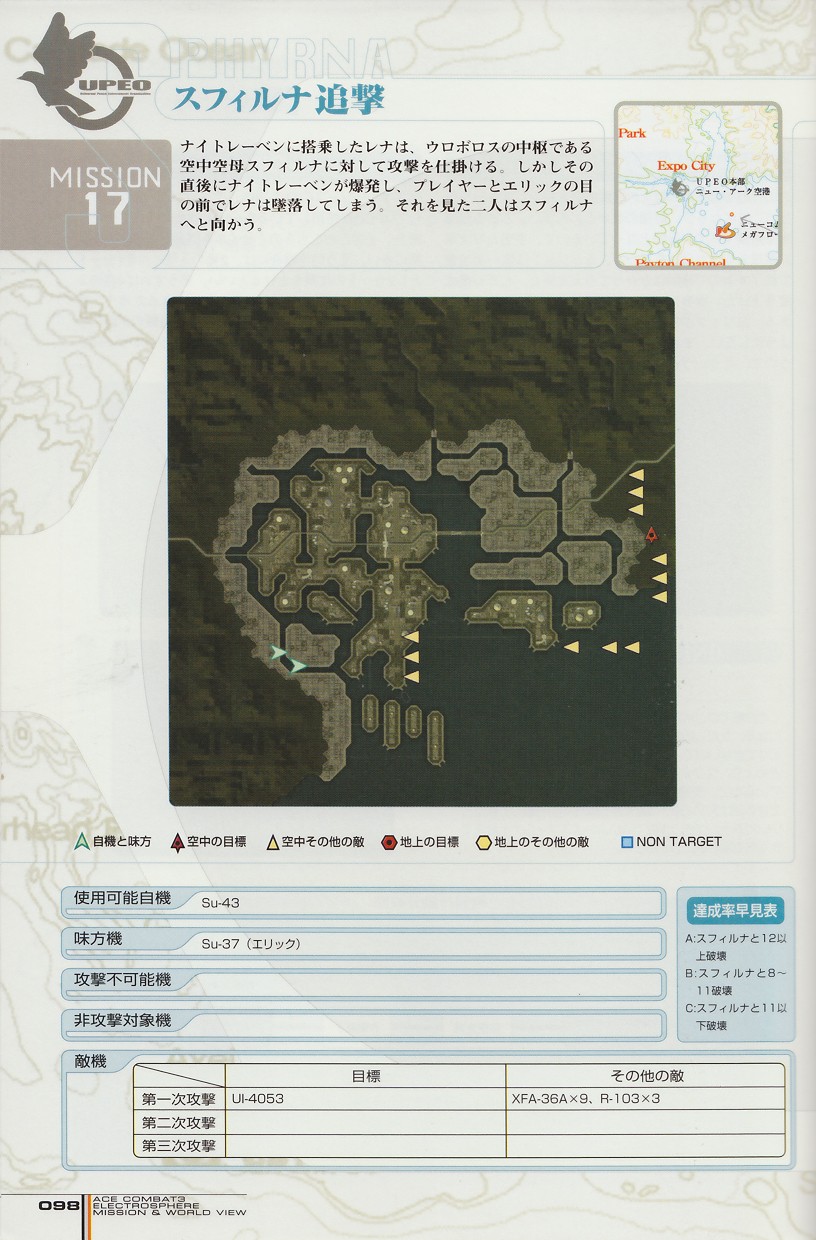 UPEO
SPHYRNA
スフィルナ追撃
MISSION
17
ナイトレーベンに搭乗したレナは、ウロボロスの中枢である
空中空母スフィルナに対して攻撃を仕掛ける。しかしその
直後にナイトレーベンが爆発し、プレイヤーとエリックの目
の前でレナは墜落してしまう。それを見た二人はスフィルナ
へと向かう。
Park
Expo City
UPEO本部
ニュー・アーク空港
ニューコム
メガフロー
Payton Channel
自機と味方
空中の目標
空中その他の敵
地上の目標
地上のその他の敵
NON TARGET
使用可能自機
Su-43
味方機
Su-37（エリック）
攻撃不可能機
非攻撃対象機
達成率早見表
A:スフィルナと12以
上破壊
B:スフィルナと8～
11破壊
C:スフィルナと11以
下破壊
敵機
目標 その他の敵
第一次攻撃 UI-4053 XFA-36A×9、R-103×3
第二次攻撃
第三次攻撃
098
ACE COMBAT3
ELECTROSPHERE
MISSION & WORLD VIEW